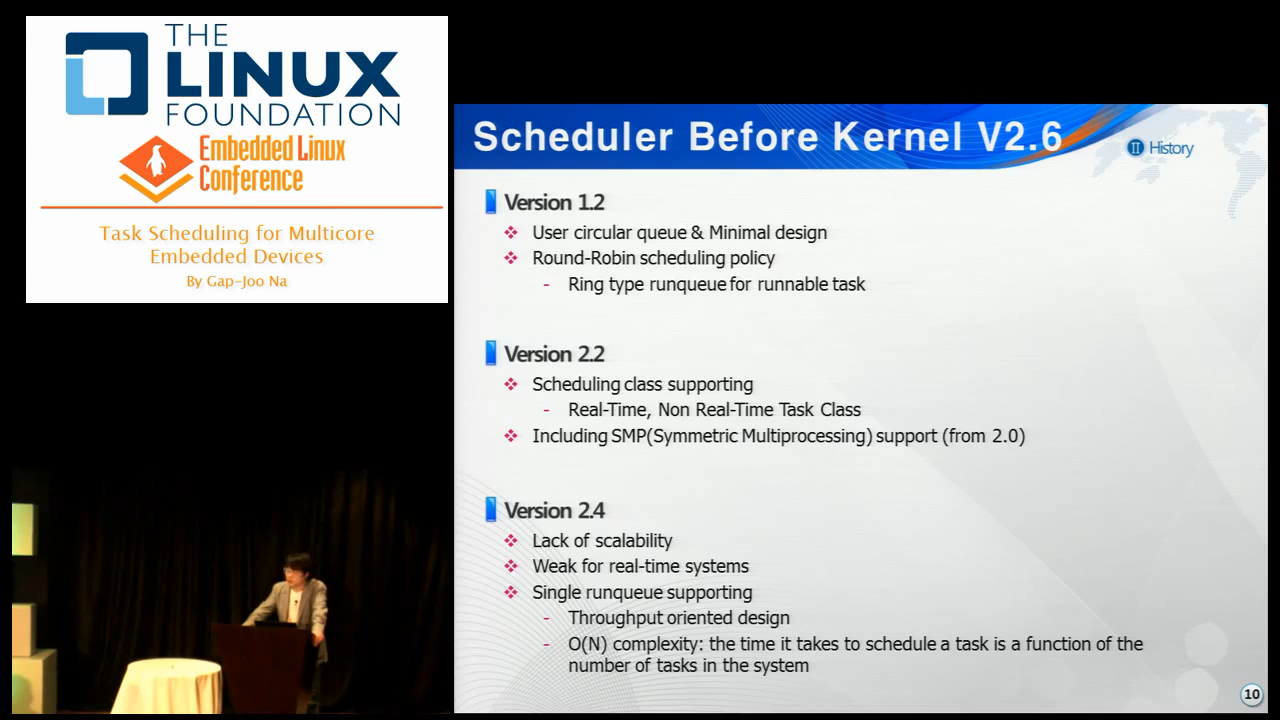 THE
LINUX
FOUNDATION
Embedded Linux
Conference
Task Scheduling for Multicore
Embedded Devices
By Gap-Joo Na
Scheduler Before Kernel V2.6
II History
Version 1.2
User circular queue & Minimal design
Round-Robin scheduling policy
- Ring type runqueue for runnable task
Version 2.2
Scheduling class supporting
- Real-Time, Non Real-Time Task Class
Including SMP(Symmetric Multiprocessing) support (from 2.0)
Version 2.4
Lack of scalability
Weak for real-time systems
Single runqueue supporting
- Throughput oriented design
- O(N) complexity: the time it takes to schedule a task is a function of the
number of tasks in the system
10